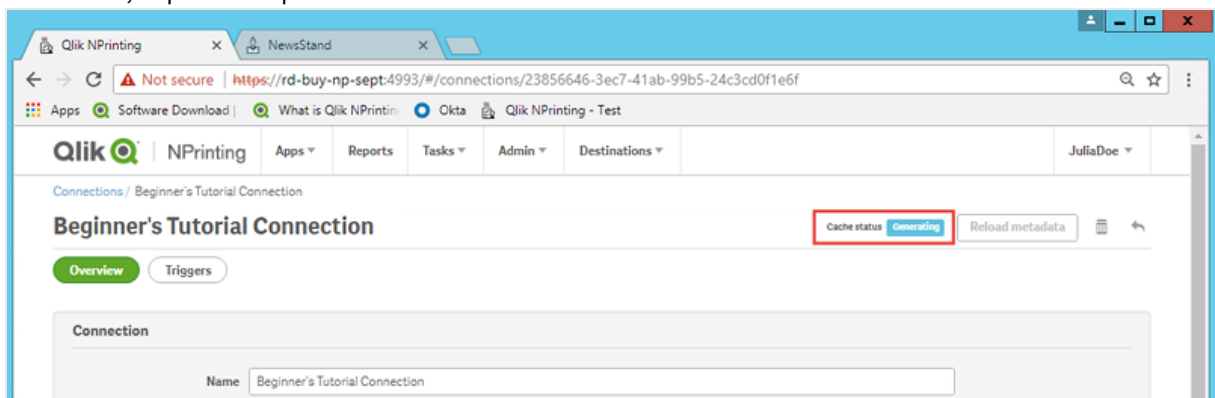 Qlik NPrinting
NewsStand
Not secure | https://rd-buy-np-sept:4993/#/connections/23856646-3ec7-41ab-99b5-24c3cd0f1e6f
Apps Software Download | What is Qlik NPrinting Okta Qlik NPrinting - Test
Qlik NPrinting Apps Reports Tasks Admin Destinations JuliaDoe
Connections / Beginner's Tutorial Connection
Beginner's Tutorial Connection Cache status Generating Reload metadata
Overview Triggers
Connection
Name Beginner's Tutorial Connection